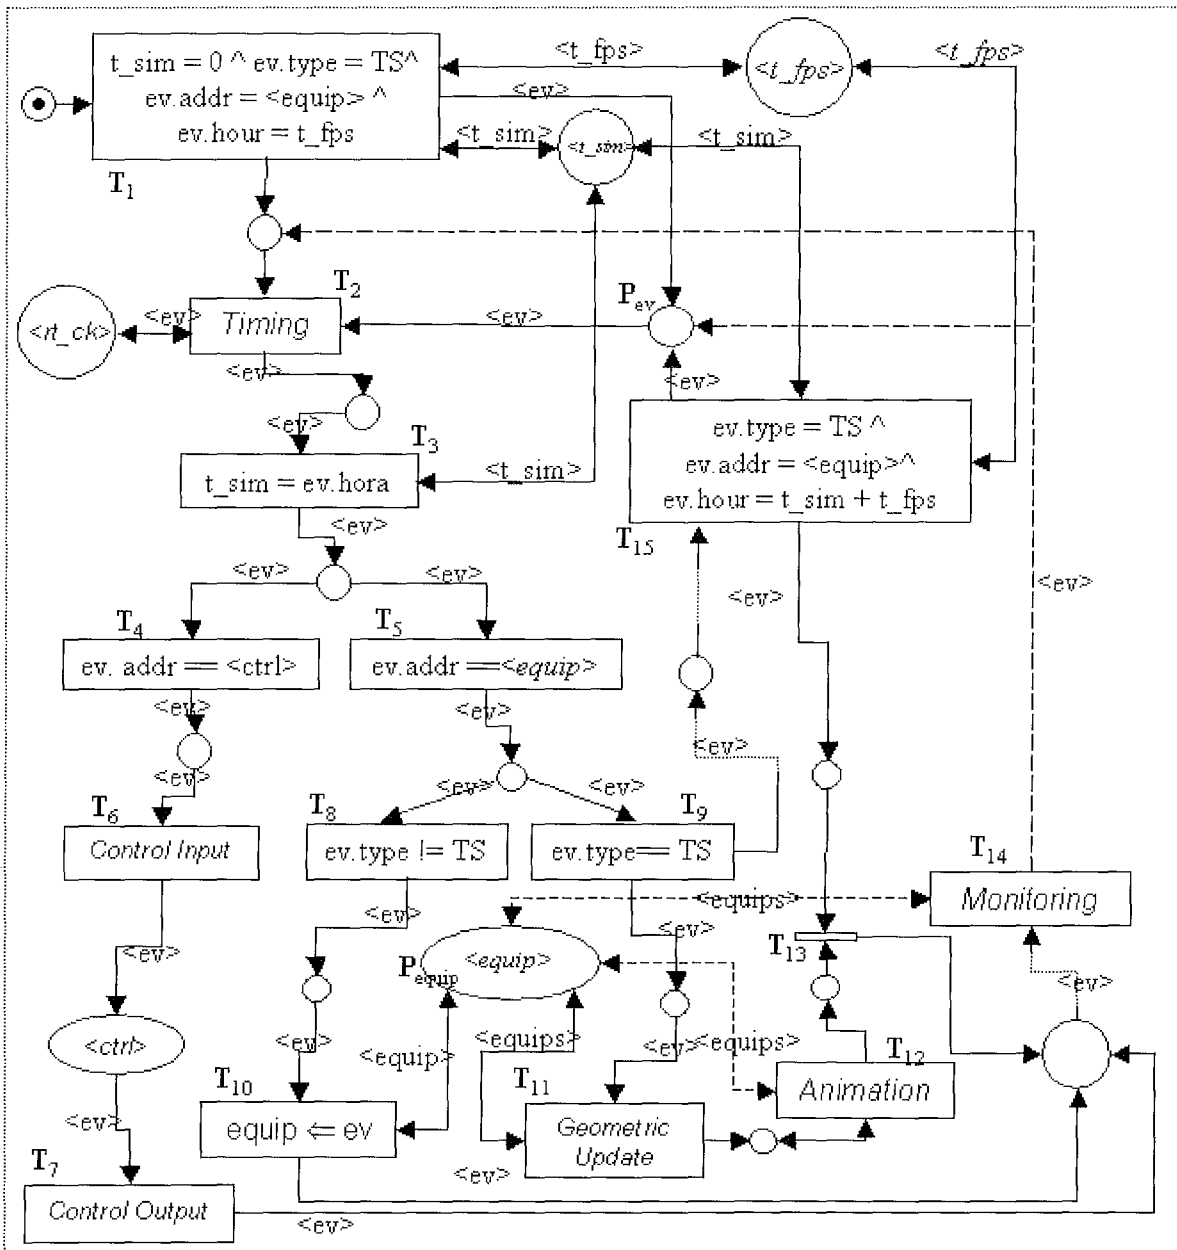 t_sim = 0 ^ ev.type = TS^
ev.addr = <equip> ^
ev.hour = t_fps
T1
<t_fps>
<t_fps>
<t_fps>
<ev>
<t_sim>
<t_sim>
<t_sim>
T2
Timing
<rt_ck>
<ev>
<ev>
Pev
<ev>
<ev>
<ev>
T3
t_sim = ev.hora
<t_sim>
ev.type = TS ^
ev.addr = <equip>^
ev.hour = t_sim + t_fps
T15
<ev>
<ev>
<ev>
<ev>
<ev>
T4
ev. addr == <ctrl>
T5
ev.addr ==<equip>
<ev>
<ev>
<ev>
<ev>
<ev>
<ev>
T6
Control Input
T8
ev.type != TS
T9
ev.type== TS
T14
Monitoring
<equips>
<ev>
<ev>
<ev>
Pequip
<equip>
T13
<ev>
<ctrl>
<ev>
<equip>
<equips>
<ev>
<equips>
T12
Animation
T10
equip ⇐ ev
T11
Geometric
Update
<ev>
<ev>
T7
Control Output
<ev>